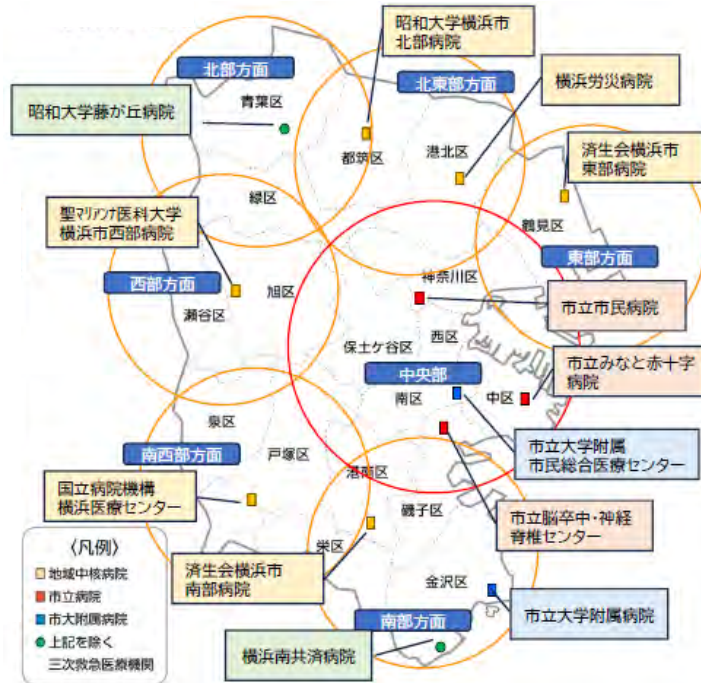 昭和大学横浜市
北部病院
北部方面
北東部方面
横浜労災病院
青葉区
昭和大学藤が丘病院
都筑区
港北区
済生会横浜市
東部病院
緑区
聖マリアンナ医科大学
横浜市西部病院
鶴見区
東部方面
西部方面
旭区
神奈川区
瀬谷区
市立市民病院
西区
保土ケ谷区
中央部
市立みなと赤十字
病院
南区
中区
泉区
南西部方面
戸塚区
市立大学附属
市民総合医療センター
港南区
国立病院機構
横浜医療センター
磯子区
市立脳卒中・神経
脊椎センター
〈凡例〉
地域中核病院
市立病院
市大附属病院
上記を除く
三次救急医療機関
栄区
済生会横浜市
南部病院
金沢区
市立大学附属病院
南部方面
横浜南共済病院